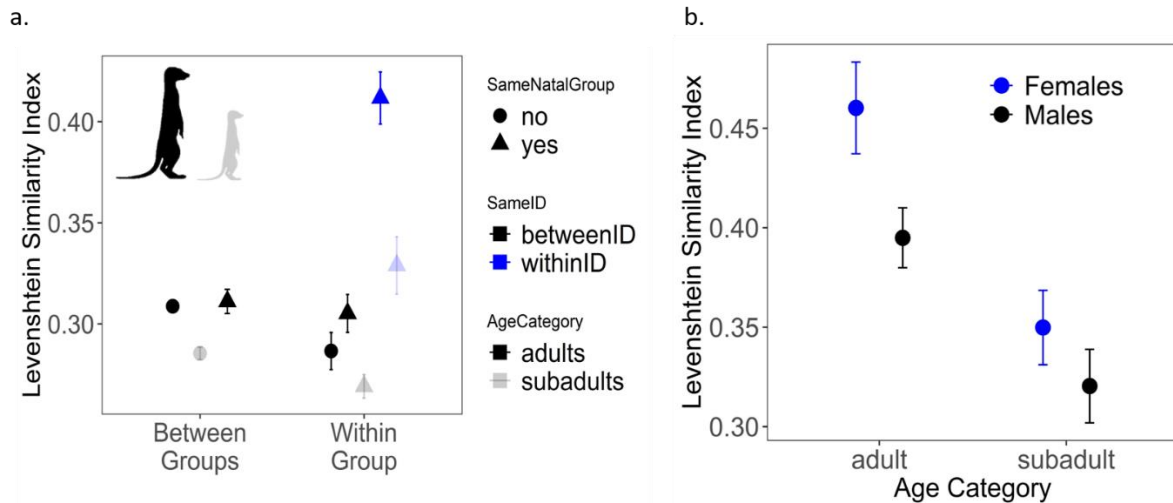 a.
Levenshtein Similarity Index
0.40
0.35
0.30
Between
Groups
Within
Group
SameNatalGroup
no
yes
SameID
betweenID
withinID
AgeCategory
adults
subadults
b.
Levenshtein Similarity Index
0.45
0.40
0.35
0.30
Females
Males
adult
subadult
Age Category